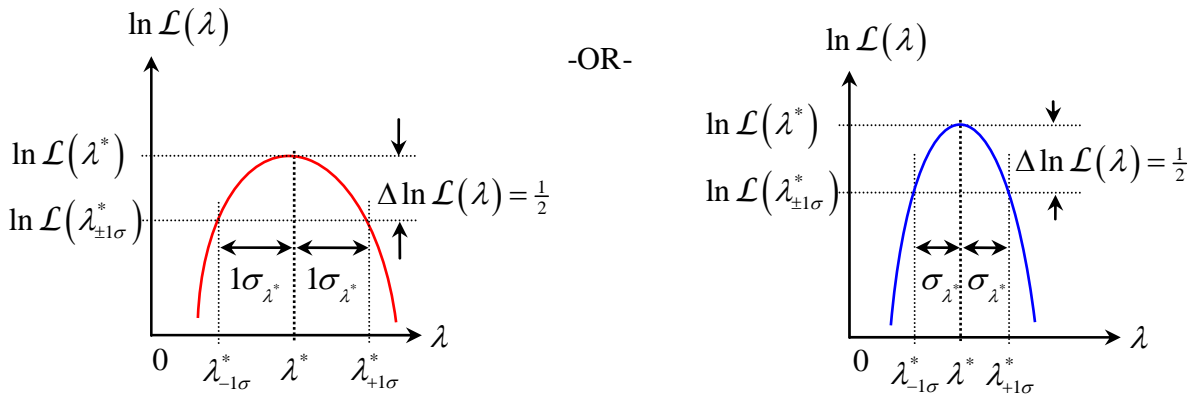 ln ℒ(λ)
-OR-
ln ℒ(λ)
ln ℒ(λ*)
ln ℒ(λ*±1σ)
Δ ln ℒ(λ) = 1/2
1σλ* 1σλ*
0 λ*−1σ λ* λ*+1σ λ
ln ℒ(λ*)
ln ℒ(λ*±1σ)
Δ ln ℒ(λ) = 1/2
σλ* σλ*
0 λ*−1σ λ* λ*+1σ λ